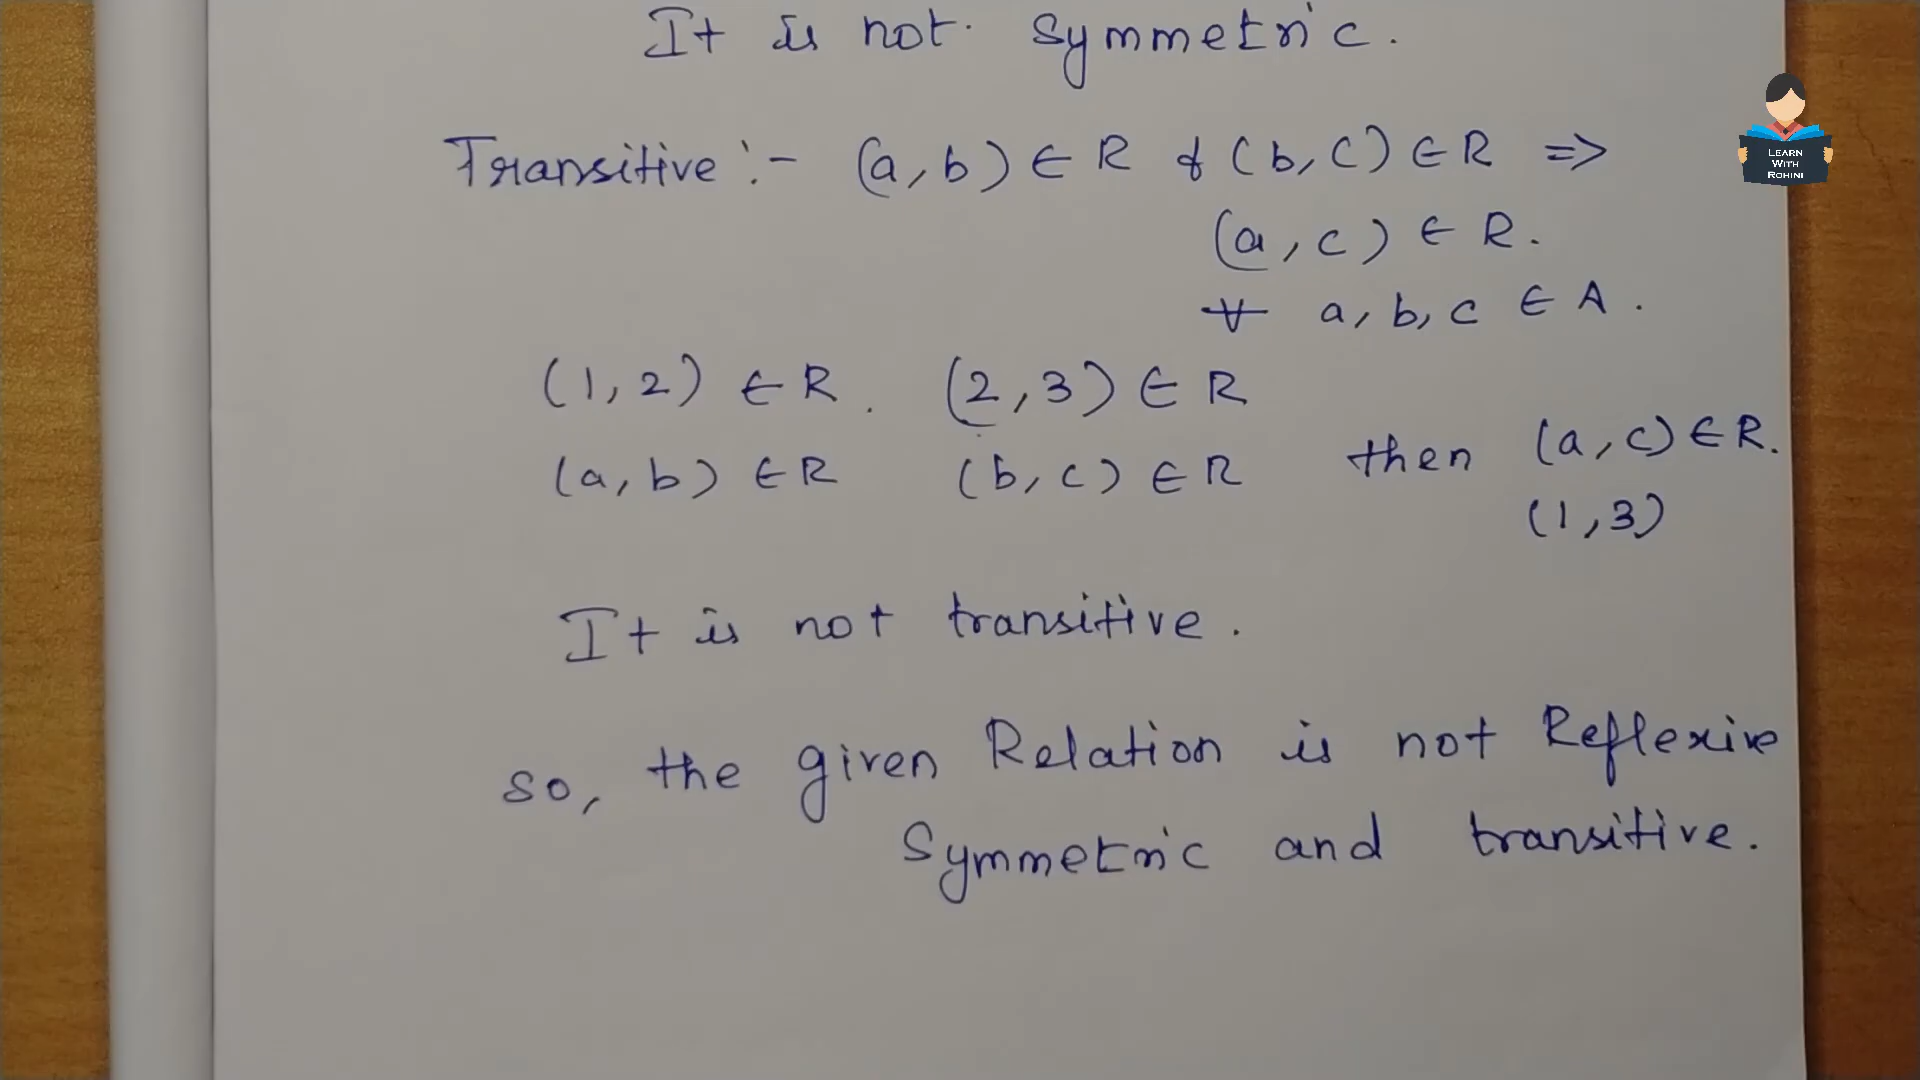 It is not. Symmetric.
Transitive :- (a, b) ∈ R & (b, c) ∈ R =>
(a, c) ∈ R.
∀ a, b, c ∈ A.
(1, 2) ∈ R. (2, 3) ∈ R
(a, b) ∈ R (b, c) ∈ R then (a, c) ∈ R.
(1, 3)
It is not transitive.
so, the given Relation is not Reflexive
Symmetric and transitive.
LEARN
WITH
ROHINI